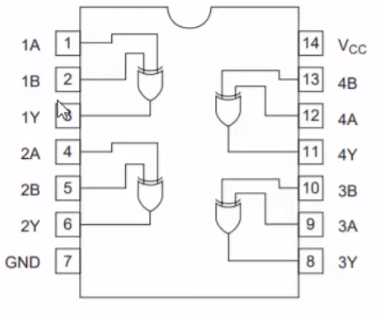 1A 1 14 VCC
1B 2 13 4B
1Y 3 12 4A
2A 4 11 4Y
2B 5 10 3B
2Y 6 9 3A
GND 7 8 3Y